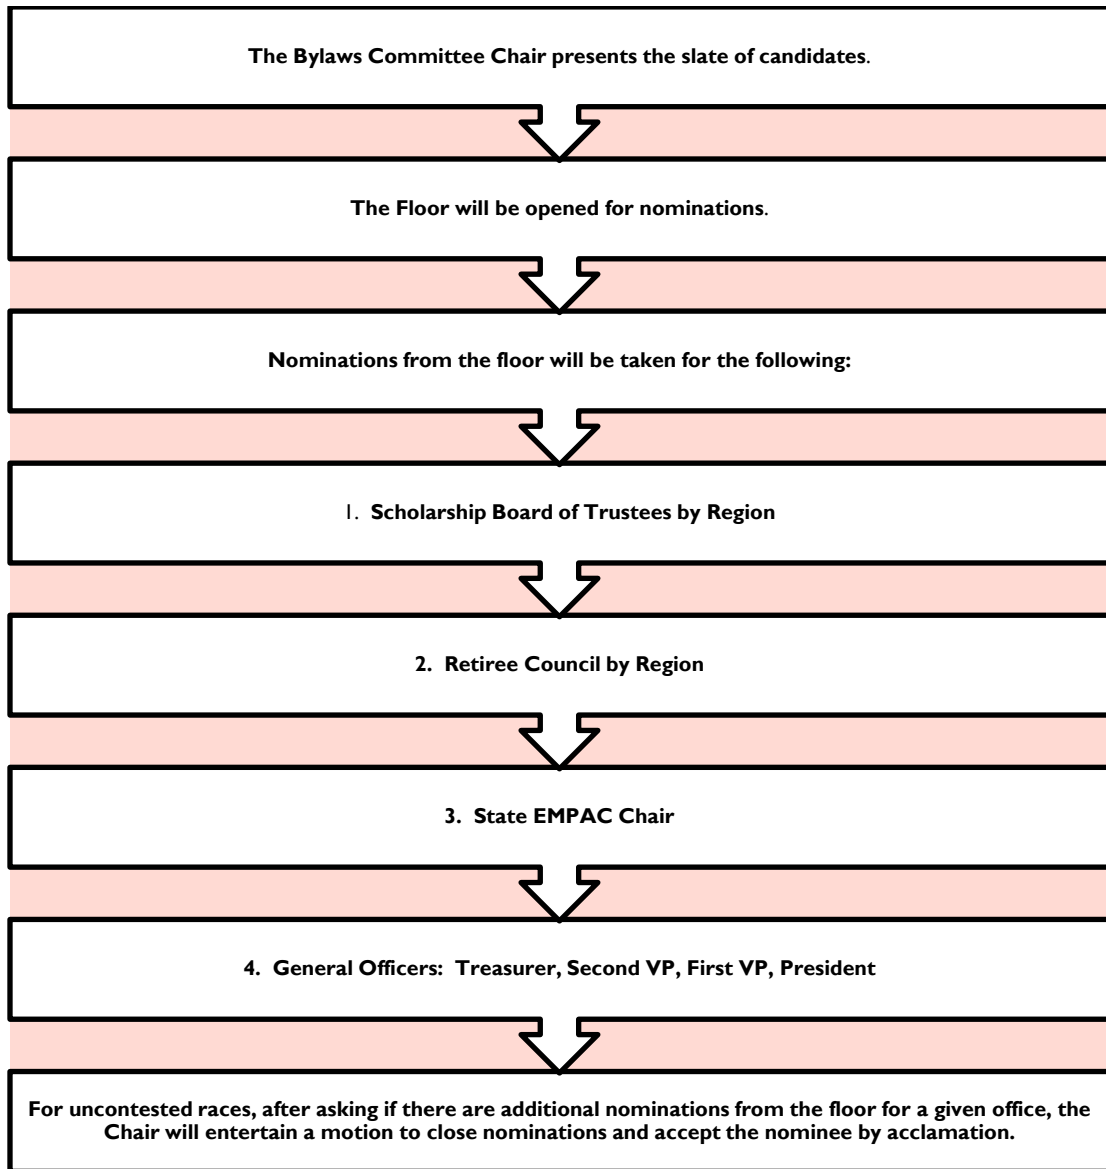 The Bylaws Committee Chair presents the slate of candidates.
The Floor will be opened for nominations.
Nominations from the floor will be taken for the following:
1. Scholarship Board of Trustees by Region
2. Retiree Council by Region
3. State EMPAC Chair
4. General Officers: Treasurer, Second VP, First VP, President
For uncontested races, after asking if there are additional nominations from the floor for a given office, the
Chair will entertain a motion to close nominations and accept the nominee by acclamation.